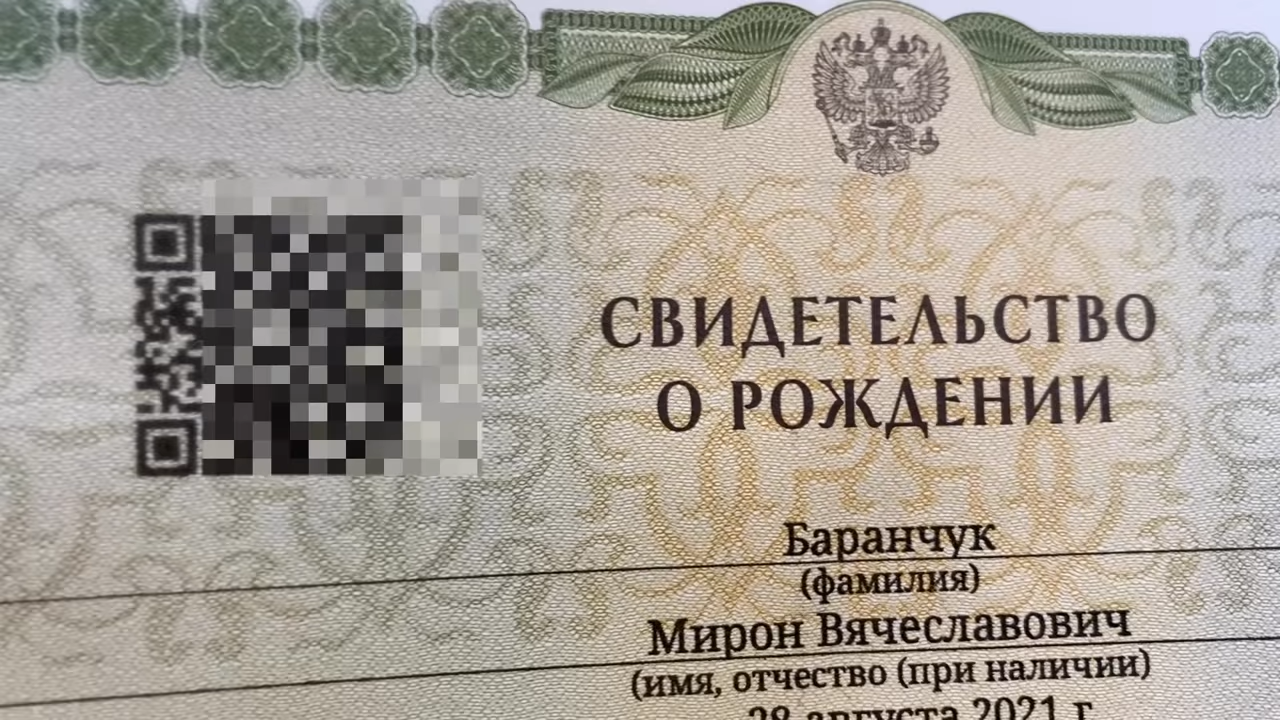 СВИДЕТЕЛЬСТВО
О РОЖДЕНИИ
Баранчук
(фамилия)
Мирон Вячеславович
(имя, отчество (при наличии)
28 августа 2021 г